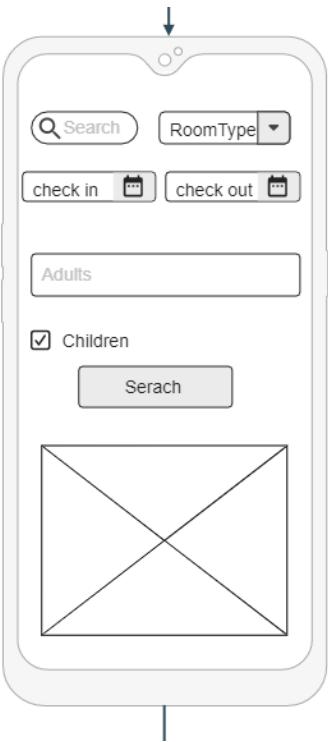 Search
RoomType
check in
check out
Adults
Children
Serach